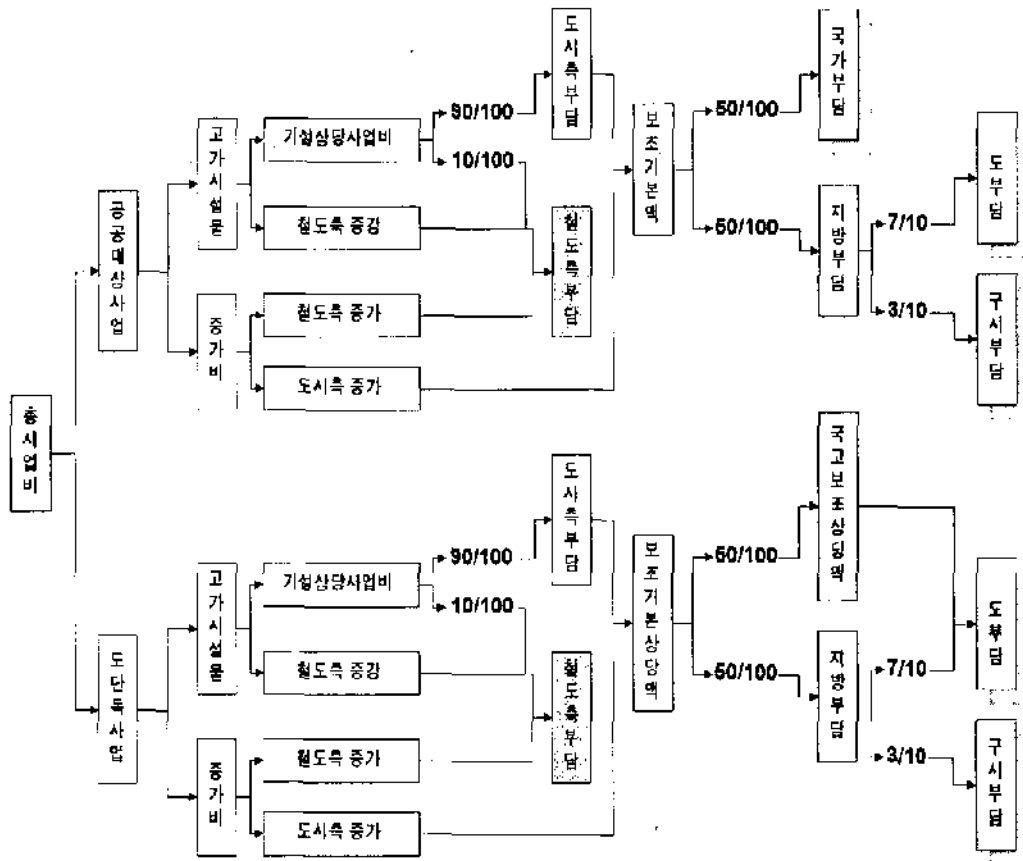 총사업비
공공대상사업
고가시설물
기설상당사업비
90/100
도시측부담
10/100
철도측 증강
철도측부담
증가비
철도측 증가
도시측 증가
보초기본액
50/100
국가부담
50/100
지방부담
7/10
도부담
3/10
구시부담
도단독사업
고가시설물
기설상당사업비
90/100
도시측부담
10/100
철도측 증강
철도측부담
증가비
철도측 증가
도시측 증가
보조기본상당액
50/100
국고보조상당액
50/100
지방부담
7/10
도부담
3/10
구시부담